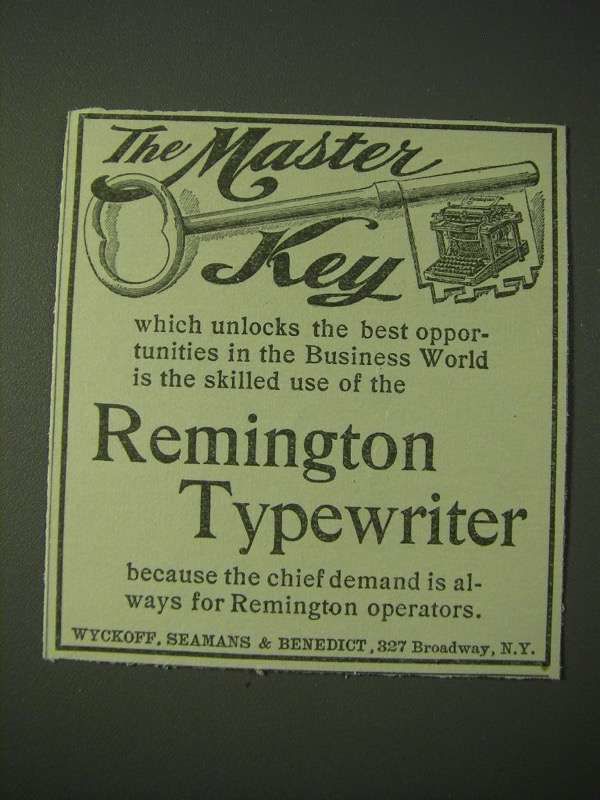 The Master
Key
which unlocks the best oppor-
tunities in the Business World
is the skilled use of the
Remington
Typewriter
because the chief demand is al-
ways for Remington operators.
WYCKOFF, SEAMANS & BENEDICT, 327 Broadway, N.Y.